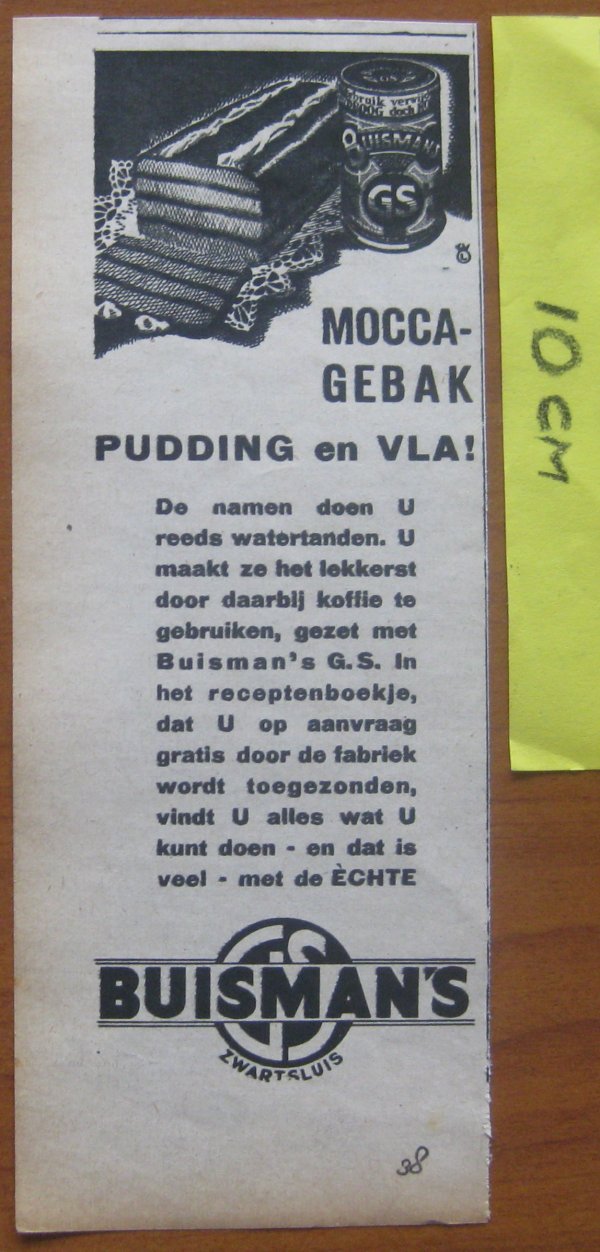 GS
BUISMAN'S
GS
MOCCA-
GEBAK
PUDDING en VLA!
De namen doen U
reeds watertanden. U
maakt ze het lekkerst
door daarbij koffie te
gebruiken, gezet met
Buisman's G.S. In
het receptenboekje,
dat U op aanvraag
gratis door de fabriek
wordt toegezonden,
vindt U alles wat U
kunt doen - en dat is
veel - met de ÈCHTE
GS
BUISMAN'S
ZWARTSLUIS
38
10 CM